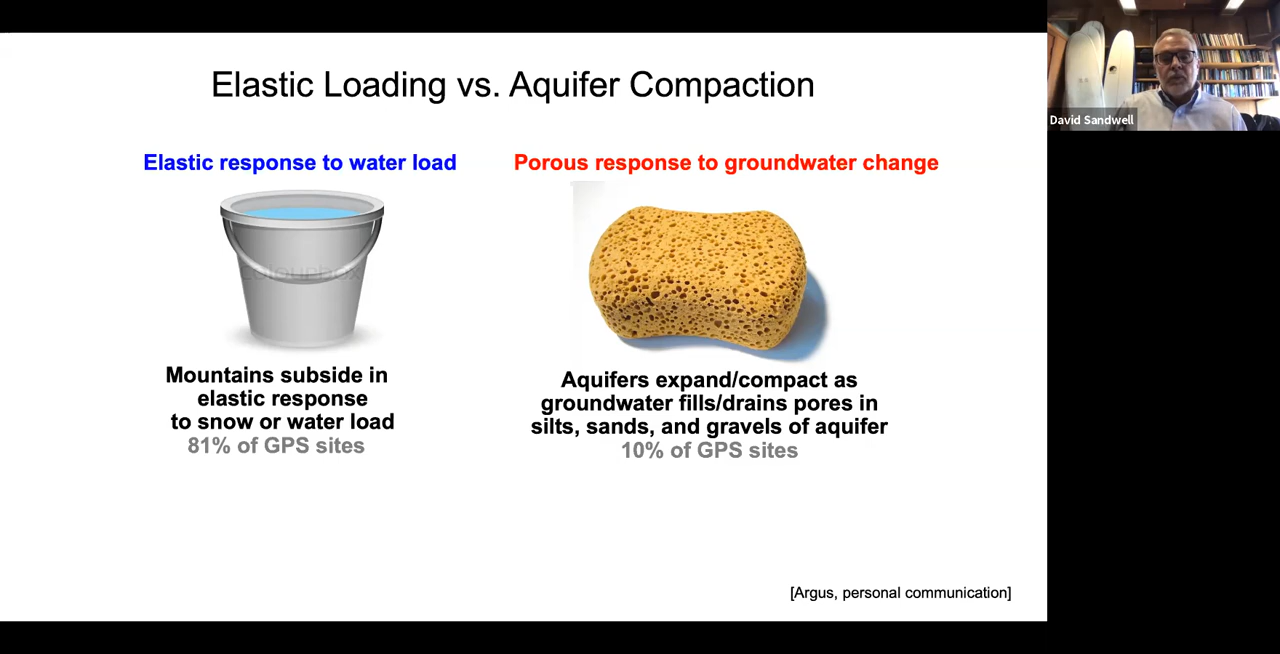 Elastic Loading vs. Aquifer Compaction
Elastic response to water load
Porous response to groundwater change
colourbox
Mountains subside in
elastic response
to snow or water load
81% of GPS sites
Aquifers expand/compact as
groundwater fills/drains pores in
silts, sands, and gravels of aquifer
10% of GPS sites
[Argus, personal communication]
David Sandwell